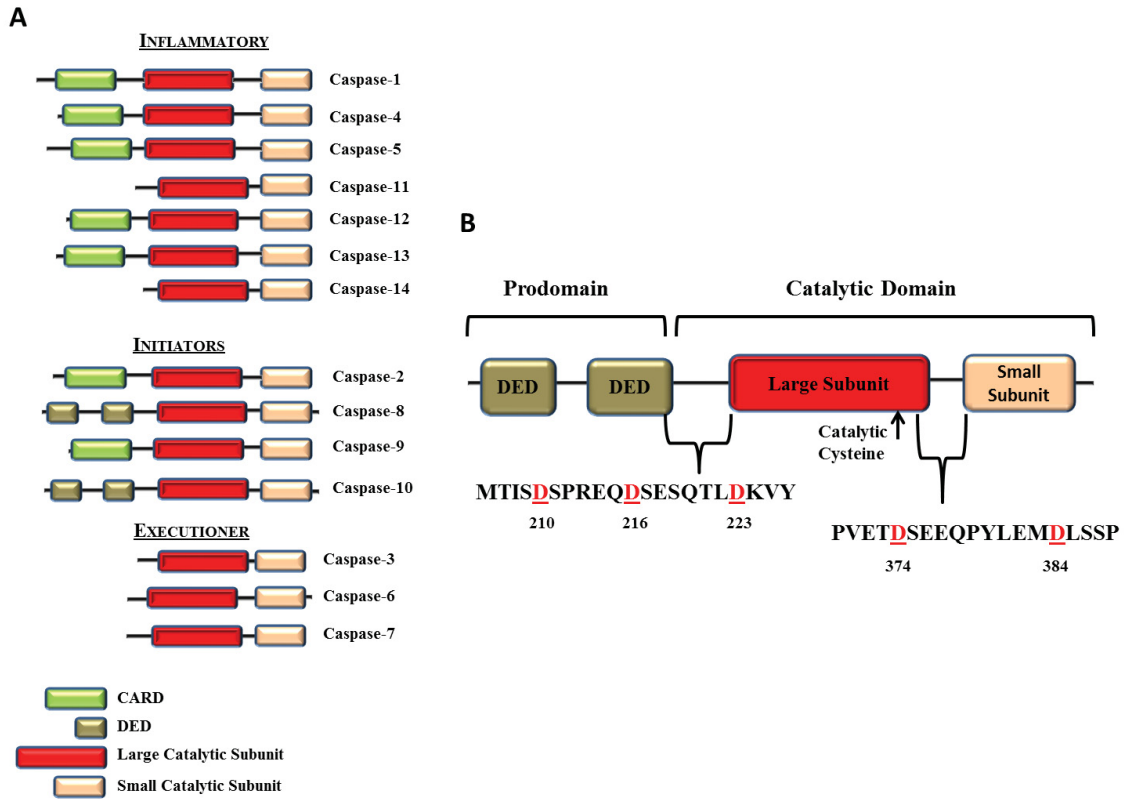 A
INFLAMMATORY
Caspase-1
Caspase-4
Caspase-5
Caspase-11
Caspase-12
Caspase-13
Caspase-14
INITIATORS
Caspase-2
Caspase-8
Caspase-9
Caspase-10
EXECUTIONER
Caspase-3
Caspase-6
Caspase-7
CARD
DED
Large Catalytic Subunit
Small Catalytic Subunit
B
Prodomain
Catalytic Domain
DED
DED
Large Subunit
Small
Subunit
Catalytic
Cysteine
MTISDSPREQDSESQTLDKVY
210 216 223
PVETDSEEQPYLEMDLSSP
374 384